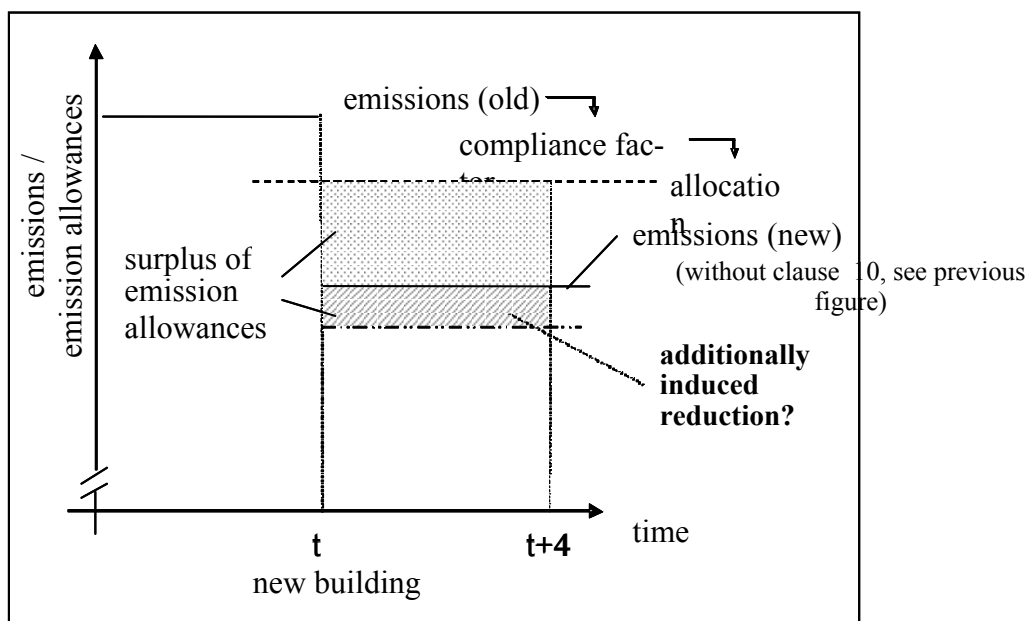 emissions /
emission allowances
emissions (old)
compliance fac-
tor
allocatio
n
emissions (new)
(without clause 10, see previous
figure)
surplus of
emission
allowances
additionally
induced
reduction?
time
t
t+4
new building